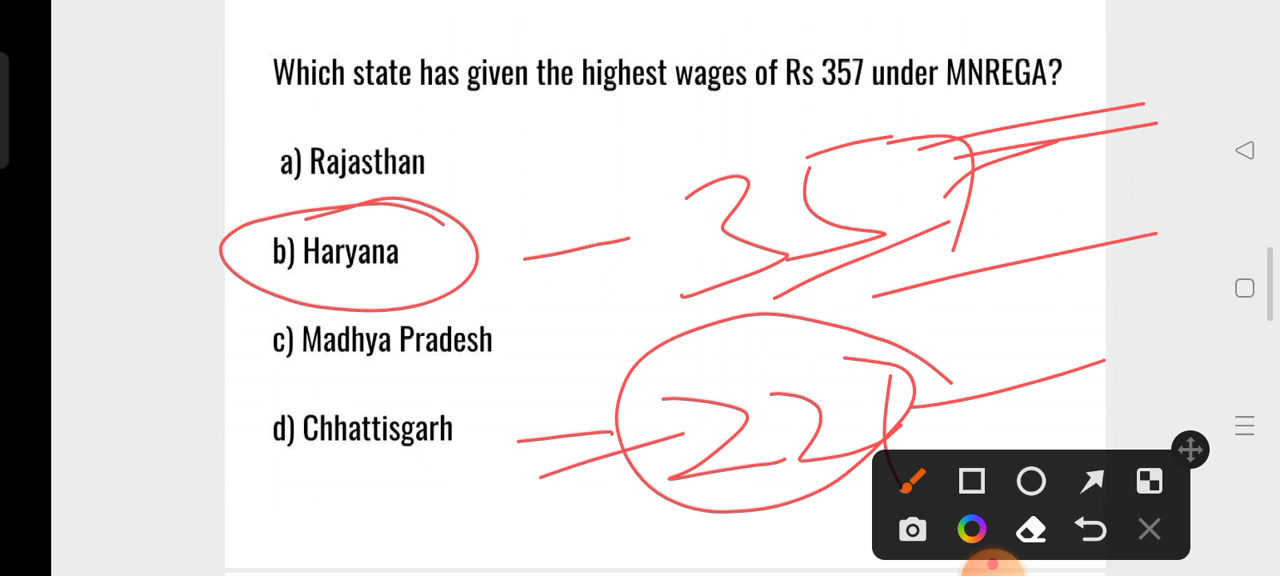 Which state has given the highest wages of Rs 357 under MNREGA?
a) Rajasthan
b) Haryana
357
c) Madhya Pradesh
d) Chhattisgarh
221